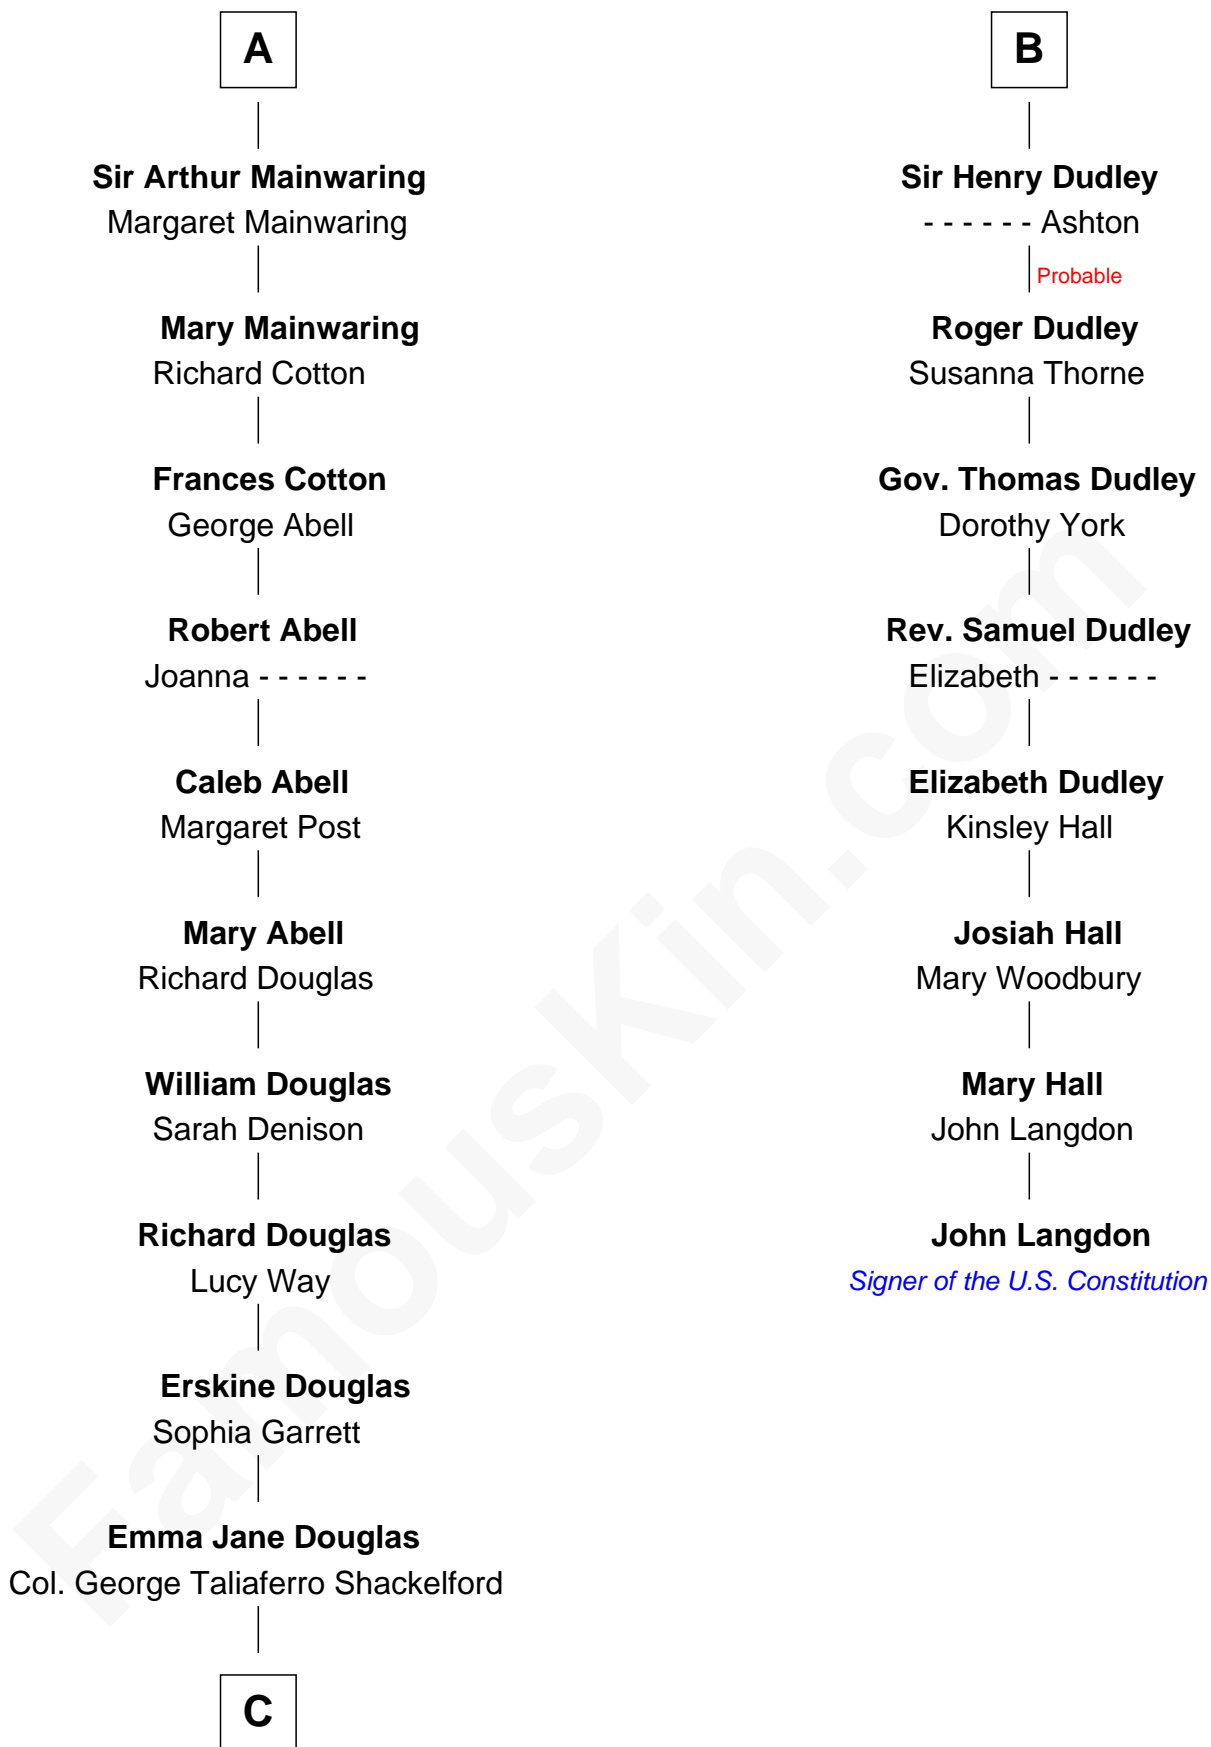 A
Sir Arthur Mainwaring
Margaret Mainwaring
Mary Mainwaring
Richard Cotton
Frances Cotton
George Abell
Robert Abell
Joanna - - - - - -
Caleb Abell
Margaret Post
Mary Abell
Richard Douglas
William Douglas
Sarah Denison
Richard Douglas
Lucy Way
Erskine Douglas
Sophia Garrett
Emma Jane Douglas
Col. George Taliaferro Shackelford
C
B
Sir Henry Dudley
- - - - - - Ashton
Probable
Roger Dudley
Susanna Thorne
Gov. Thomas Dudley
Dorothy York
Rev. Samuel Dudley
Elizabeth - - - - - -
Elizabeth Dudley
Kinsley Hall
Josiah Hall
Mary Woodbury
Mary Hall
John Langdon
John Langdon
Signer of the U.S. Constitution
FamousKin.com